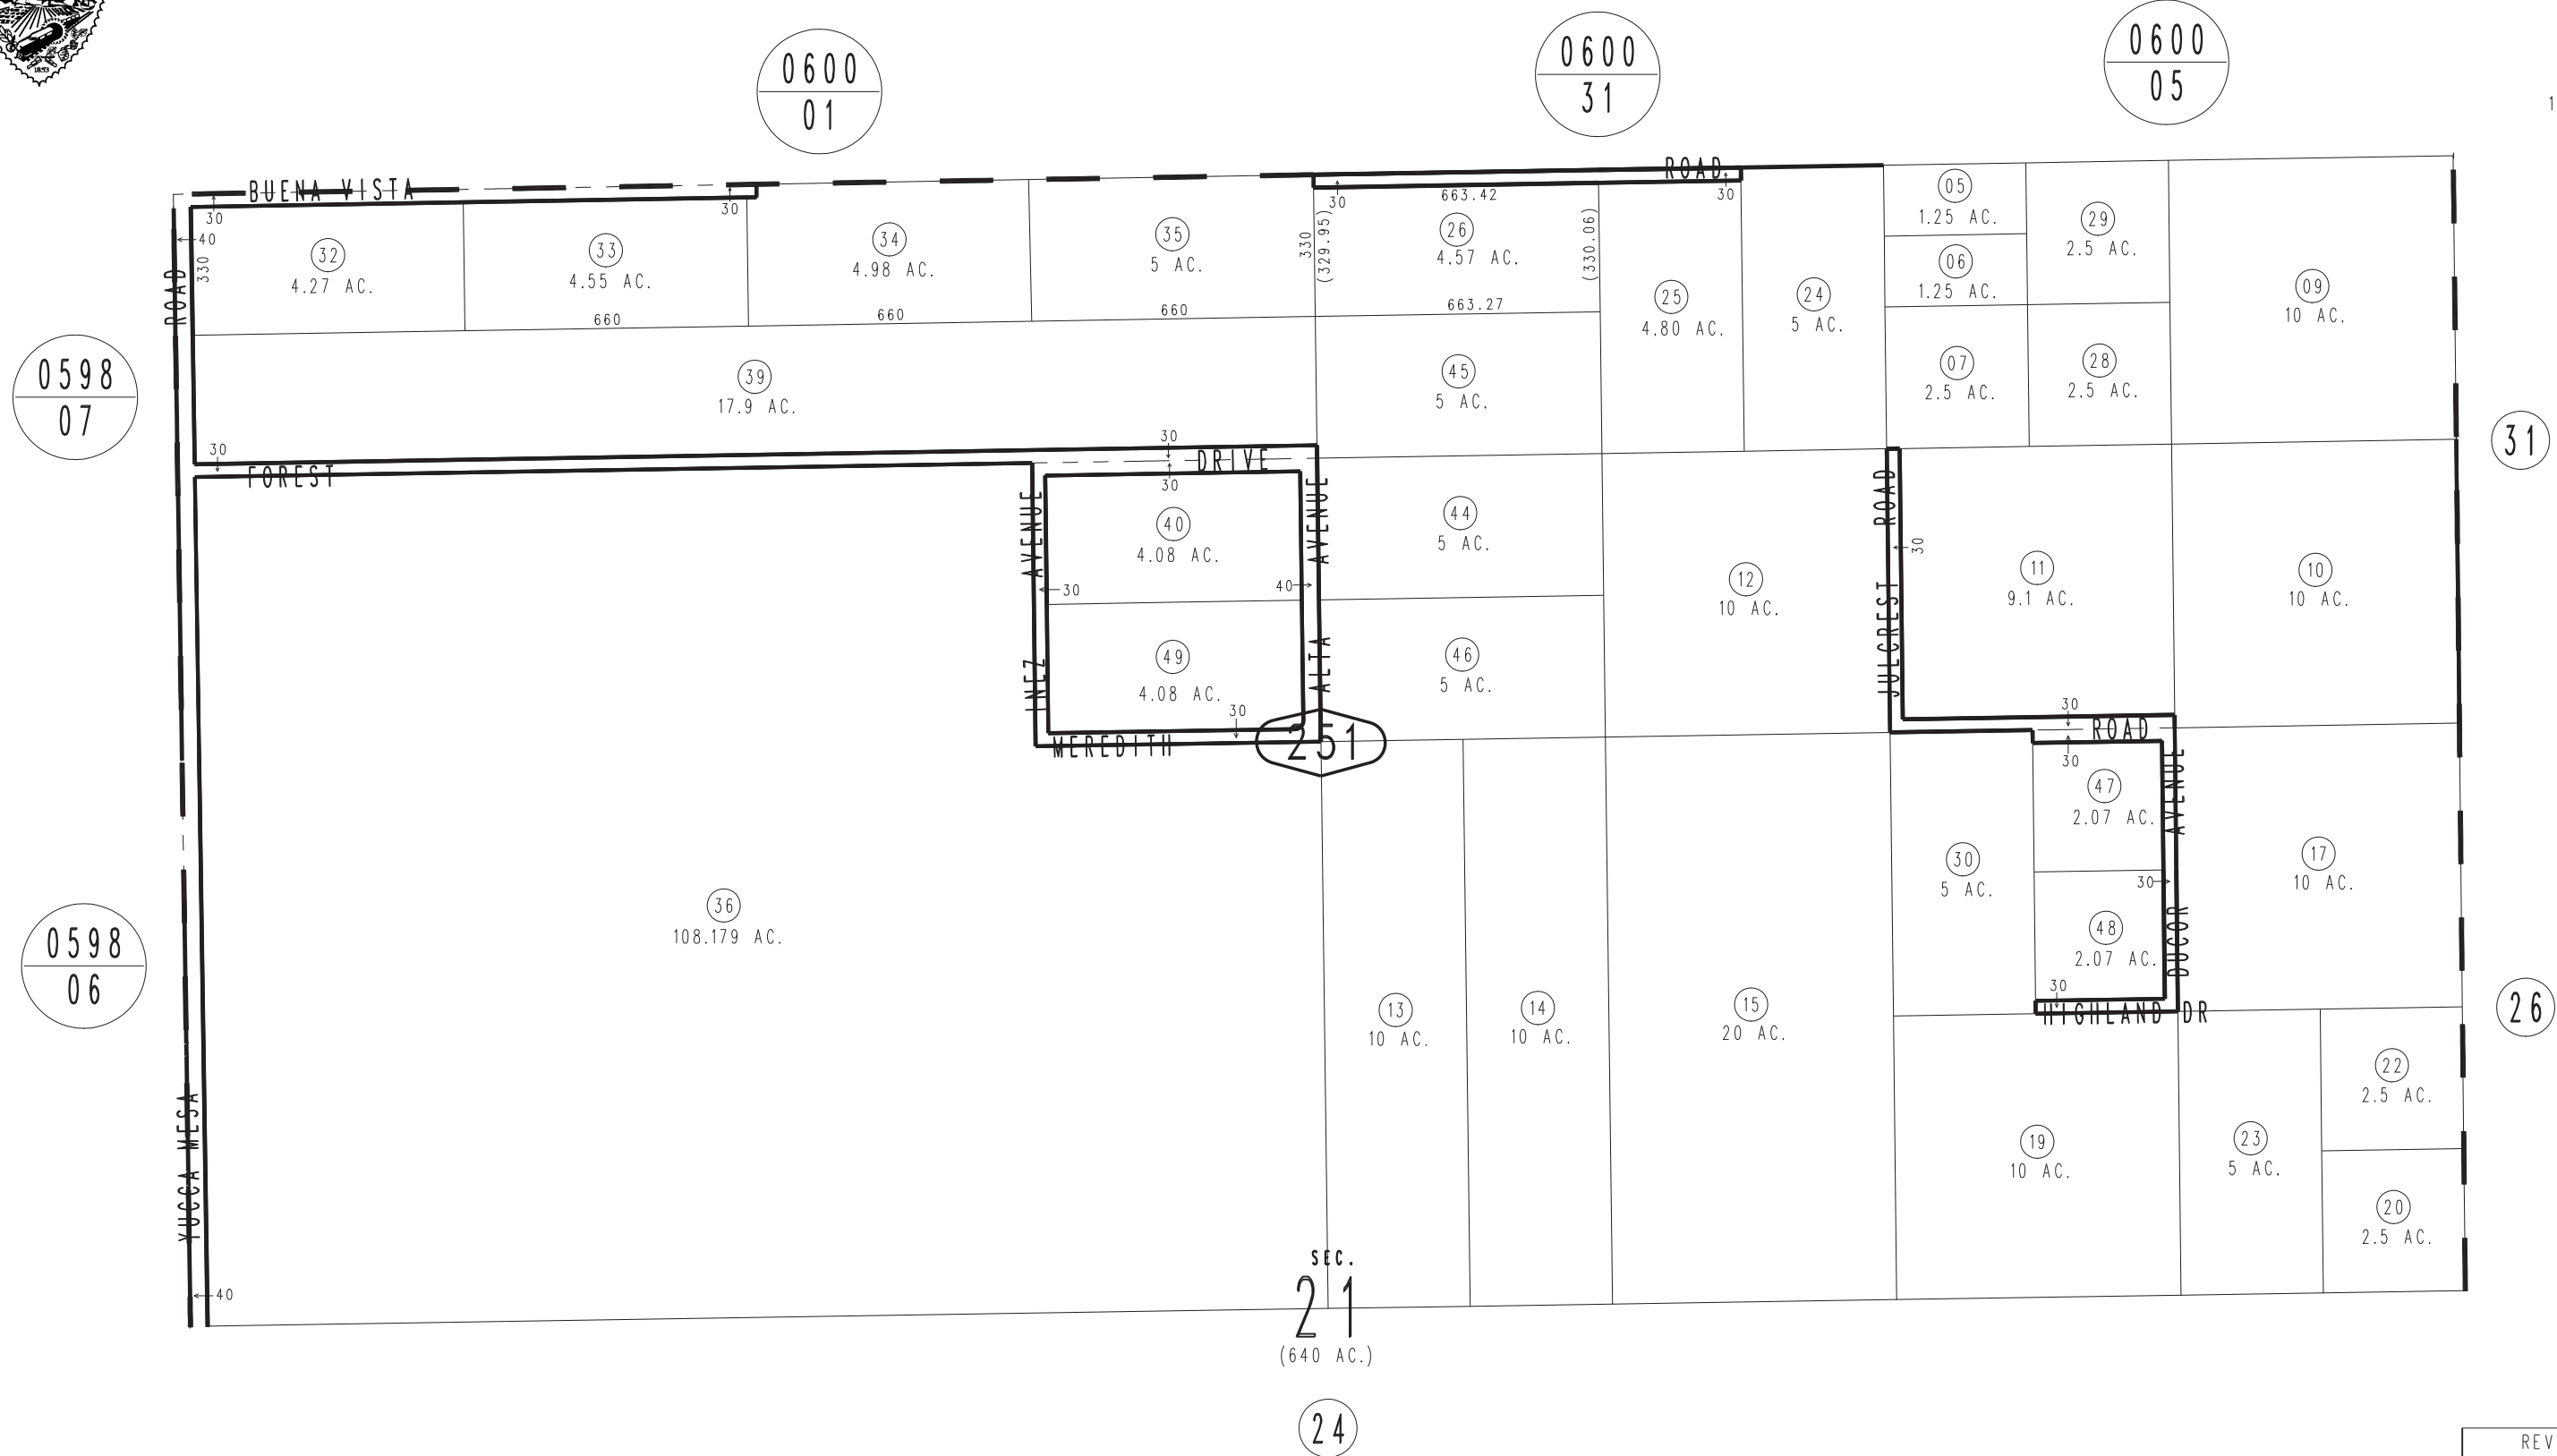 1853
0600
01
0600
31
0600
05
1
BUENA VISTA
ROAD
30
30
30
663.42
30
40
ROAD
330
32
4.27 AC.
33
4.55 AC.
660
34
4.98 AC.
660
35
5 AC.
660
330
(329.95)
26
4.57 AC.
663.27
(330.06)
25
4.80 AC.
24
5 AC.
05
1.25 AC.
06
1.25 AC.
07
2.5 AC.
29
2.5 AC.
28
2.5 AC.
09
10 AC.
0598
07
39
17.9 AC.
45
5 AC.
31
30
30
FOREST
DRIVE
30
INEZ AVENUE
30
40
4.08 AC.
49
4.08 AC.
40
ALTA AVENUE
30
MEREDITH
251
44
5 AC.
46
5 AC.
12
10 AC.
JULCREST ROAD
30
11
9.1 AC.
10
10 AC.
30
ROAD
30
47
2.07 AC.
30
48
2.07 AC.
DUCOR AVENUE
30
HIGHLAND DR
30
5 AC.
17
10 AC.
0598
06
36
108.179 AC.
13
10 AC.
14
10 AC.
15
20 AC.
26
19
10 AC.
23
5 AC.
22
2.5 AC.
20
2.5 AC.
YUCCA MESA
40
SEC.
21
(640 AC.)
24
REV